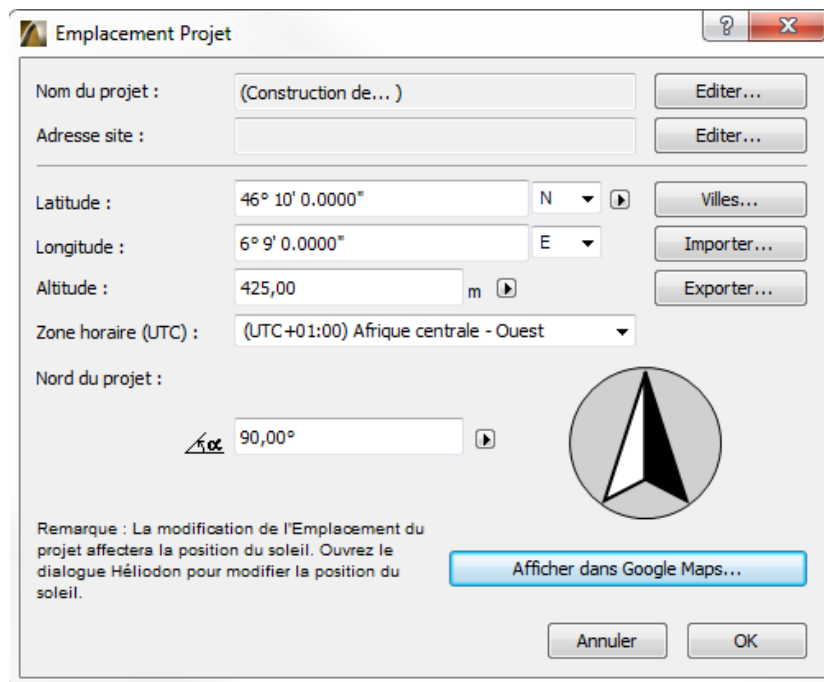 Emplacement Projet
Nom du projet : (Construction de... ) Editer...
Adresse site : Editer...
Latitude : 46° 10' 0.0000" N Villes...
Longitude : 6° 9' 0.0000" E Importer...
Altitude : 425,00 m Exporter...
Zone horaire (UTC) : (UTC+01:00) Afrique centrale - Ouest
Nord du projet :
α 90,00°
Remarque : La modification de l'Emplacement du
projet affectera la position du soleil. Ouvrez le
dialogue Héliodon pour modifier la position du
soleil.
Afficher dans Google Maps...
Annuler OK